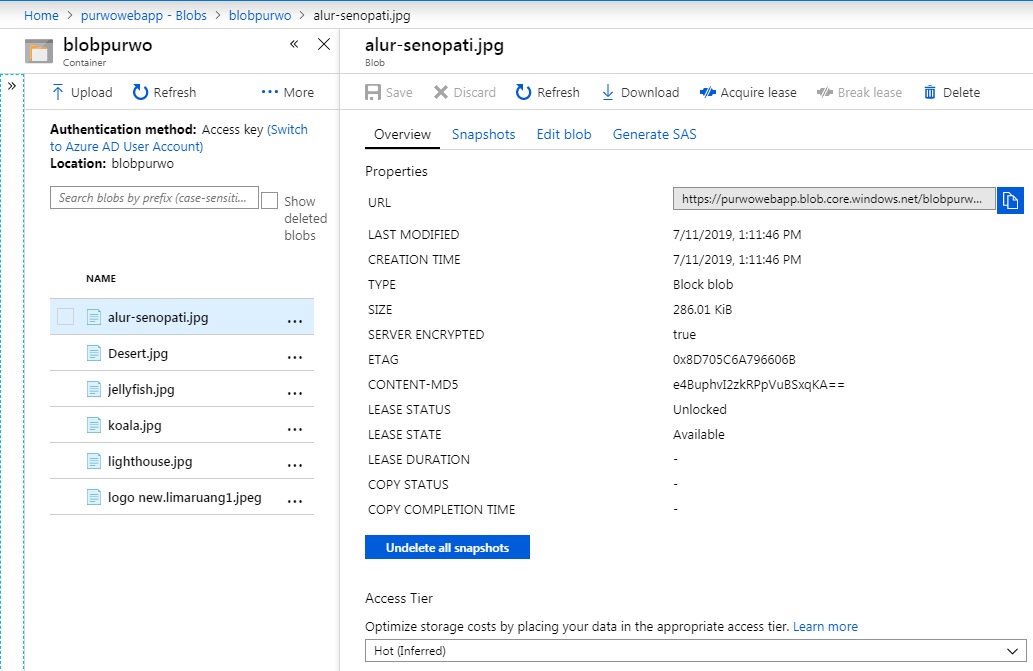 Home > purwowebapp - Blobs > blobpurwo > alur-senopati.jpg
blobpurwo
Container
Upload Refresh More
Authentication method: Access key (Switch
to Azure AD User Account)
Location: blobpurwo
Search blobs by prefix (case-sensiti...
Show
deleted
blobs
NAME
alur-senopati.jpg
Desert.jpg
jellyfish.jpg
koala.jpg
lighthouse.jpg
logo new.limaruang1.jpeg
alur-senopati.jpg
Blob
Save Discard Refresh Download Acquire lease Break lease Delete
Overview Snapshots Edit blob Generate SAS
Properties
URL https://purwowebapp.blob.core.windows.net/blobpurw...
LAST MODIFIED 7/11/2019, 1:11:46 PM
CREATION TIME 7/11/2019, 1:11:46 PM
TYPE Block blob
SIZE 286.01 KiB
SERVER ENCRYPTED true
ETAG 0x8D705C6A796606B
CONTENT-MD5 e4BuphvI2zkRPpVuBSxqKA==
LEASE STATUS Unlocked
LEASE STATE Available
LEASE DURATION -
COPY STATUS -
COPY COMPLETION TIME -
Undelete all snapshots
Access Tier
Optimize storage costs by placing your data in the appropriate access tier. Learn more
Hot (Inferred)